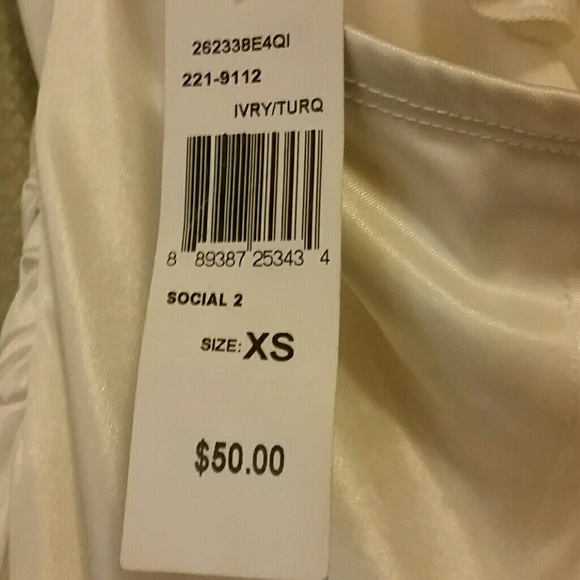 262338E4QI
221-9112
IVRY/TURQ
8 89387 25343 4
SOCIAL 2
SIZE: XS
$50.00